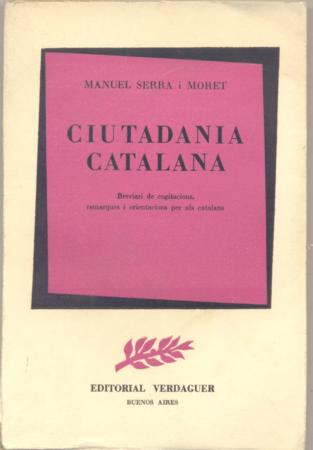 MANUEL SERRA i MORET
CIUTADANIA
CATALANA
Breviari de cogitacions,
remarques i orientacions per als catalans
EDITORIAL VERDAGUER
BUENOS AIRES